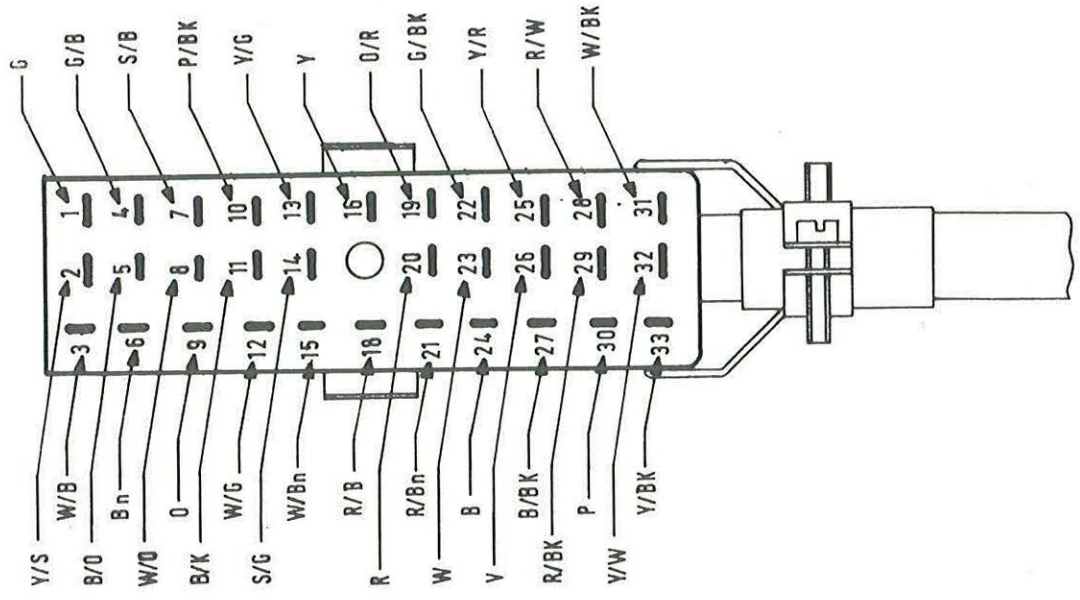 G
G/B
S/B
P/BK
Y/G
Y
O/R
G/BK
Y/R
R/W
W/BK
1 4 7 10 13 16 19 22 25 28 31
2 5 8 11 14 20 23 26 29 32
3 6 9 12 15 18 21 24 27 30 33
Y/S
W/B
B/O
Bn
W/O
O
B/K
W/G
S/G
W/Bn
R/B
R
R/Bn
W
B
V
B/BK
R/BK
P
Y/W
Y/BK